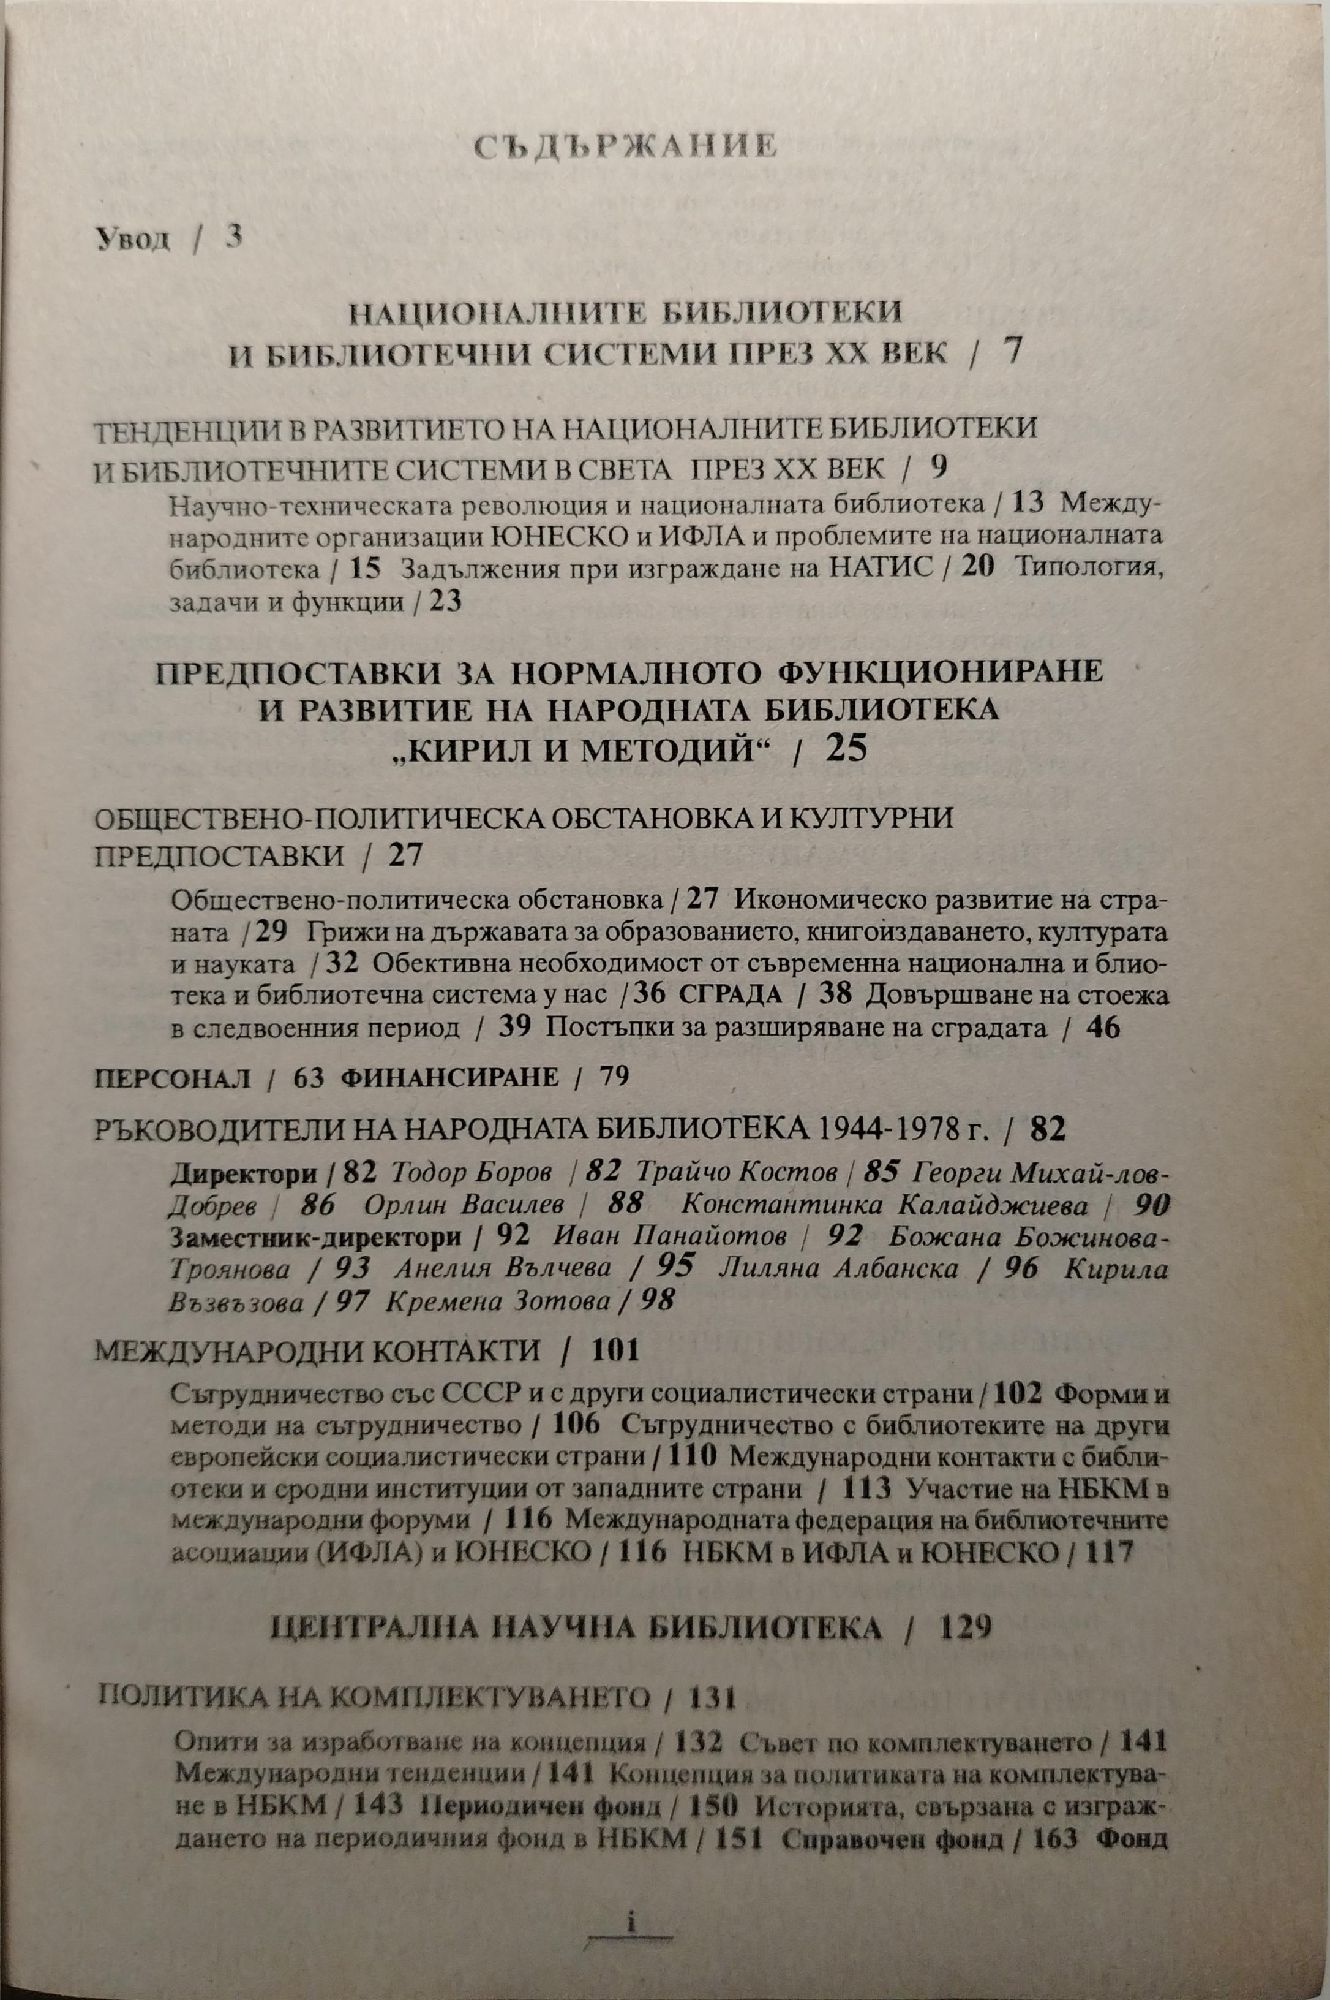 СЪДЪРЖАНИЕ
Увод / 3
НАЦИОНАЛНИТЕ БИБЛИОТЕКИ
И БИБЛИОТЕЧНИ СИСТЕМИ ПРЕЗ XX ВЕК / 7
ТЕНДЕНЦИИ В РАЗВИТИЕТО НА НАЦИОНАЛНИТЕ БИБЛИОТЕКИ
И БИБЛИОТЕЧНИТЕ СИСТЕМИ В СВЕТА ПРЕЗ XX ВЕК / 9
Научно-техническата революция и националната библиотека / 13 Между-
народните организации ЮНЕСКО и ИФЛА и проблемите на националната
библиотека / 15 Задължения при изграждане на НАТИС / 20 Типология,
задачи и функции / 23
ПРЕДПОСТАВКИ ЗА НОРМАЛНОТО ФУНКЦИОНИРАНЕ
И РАЗВИТИЕ НА НАРОДНАТА БИБЛИОТЕКА
„КИРИЛ И МЕТОДИЙ“ / 25
ОБЩЕСТВЕНО-ПОЛИТИЧЕСКА ОБСТАНОВКА И КУЛТУРНИ
ПРЕДПОСТАВКИ / 27
Обществено-политическа обстановка / 27 Икономическо развитие на стра-
ната / 29 Грижи на държавата за образованието, книгоиздаването, културата
и науката / 32 Обективна необходимост от съвременна национална и блио-
тека и библиотечна система у нас / 36 СГРАДА / 38 Довършване на стоежа
в следвоенния период / 39 Постъпки за разширяване на сградата / 46
ПЕРСОНАЛ / 63 ФИНАНСИРАНЕ / 79
РЪКОВОДИТЕЛИ НА НАРОДНАТА БИБЛИОТЕКА 1944-1978 г. / 82
Директори / 82 Тодор Боров / 82 Трайчо Костов / 85 Георги Михай-лов-
Добрев / 86 Орлин Василев / 88 Константинка Калайджиева / 90
Заместник-директори / 92 Иван Панайотов / 92 Божана Божинова-
Троянова / 93 Анелия Вълчева / 95 Лиляна Албанска / 96 Кирила
Възвъзова / 97 Кремена Зотова / 98
МЕЖДУНАРОДНИ КОНТАКТИ / 101
Сътрудничество със СССР и с други социалистически страни / 102 Форми и
методи на сътрудничество / 106 Сътрудничество с библиотеките на други
европейски социалистически страни / 110 Международни контакти с библи-
отеки и сродни институции от западните страни / 113 Участие на НБКМ в
международни форуми / 116 Международната федерация на библиотечните
асоциации (ИФЛА) и ЮНЕСКО / 116 НБКМ в ИФЛА и ЮНЕСКО / 117
ЦЕНТРАЛНА НАУЧНА БИБЛИОТЕКА / 129
ПОЛИТИКА НА КОМПЛЕКТУВАНЕТО / 131
Опити за изработване на концепция / 132 Съвет по комплектуването / 141
Международни тенденции / 141 Концепция за политиката на комплектува-
не в НБКМ / 143 Периодичен фонд / 150 Историята, свързана с изграж-
дането на периодичния фонд в НБКМ / 151 Справочен фонд / 163 Фонд
i